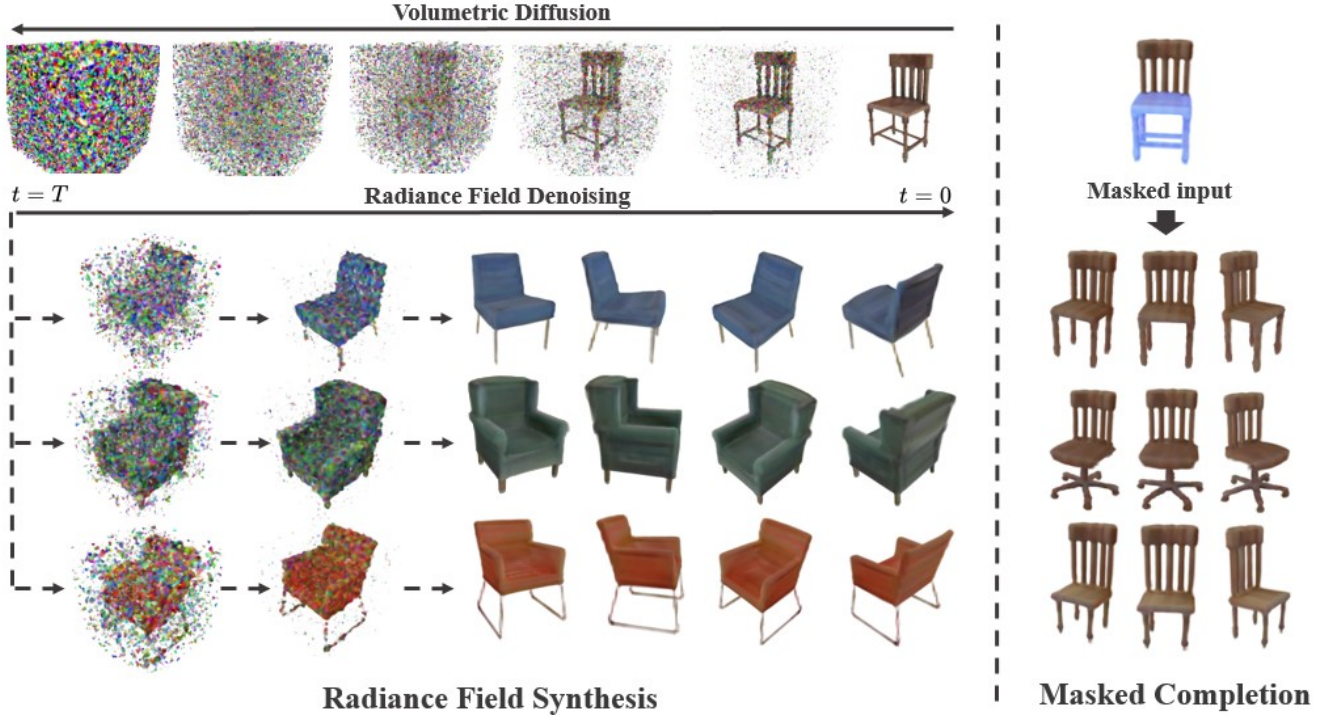 Volumetric Diffusion
t = T
Radiance Field Denoising
t = 0
Masked input
Radiance Field Synthesis
Masked Completion